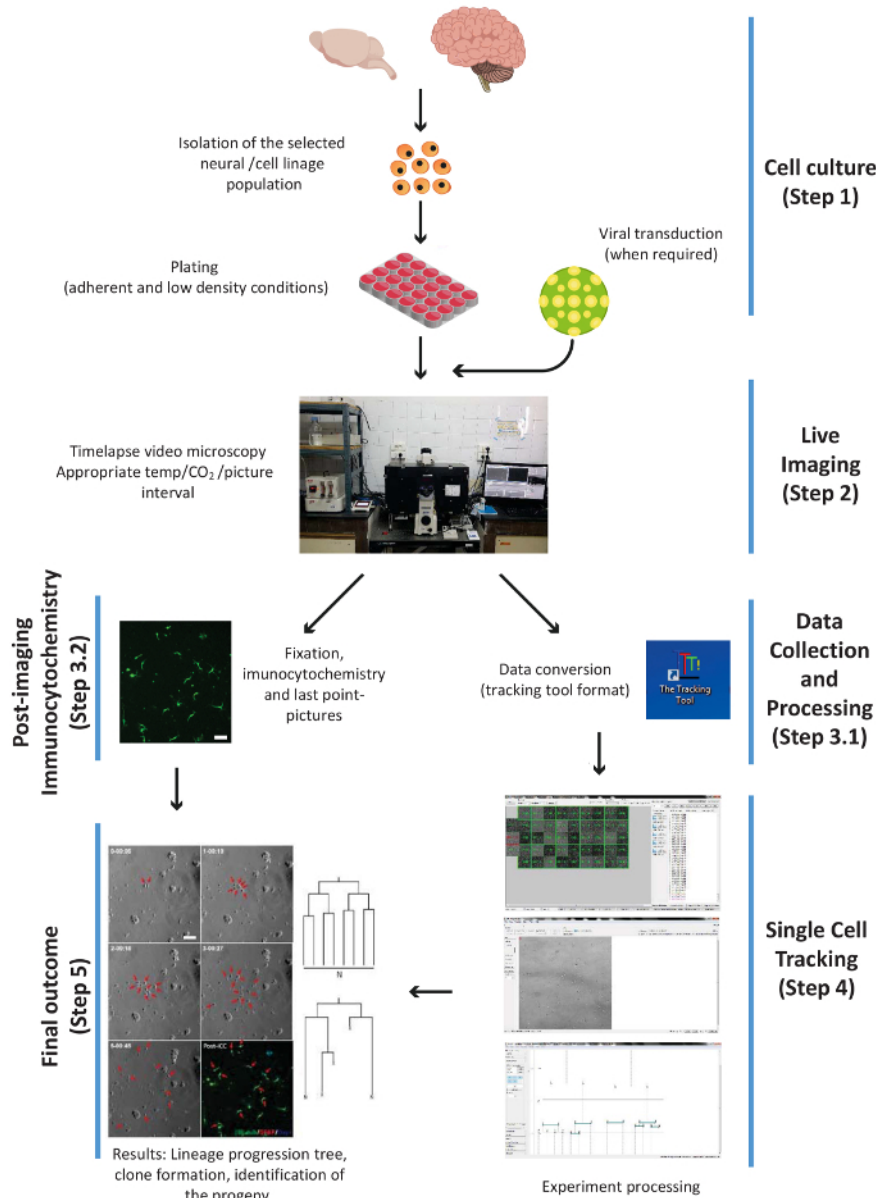 Isolation of the selected
neural /cell linage
population
Cell culture
(Step 1)
Viral transduction
(when required)
Plating
(adherent and low density conditions)
Timelapse video microscopy
Appropriate temp/CO₂ /picture
interval
Live
Imaging
(Step 2)
Post-imaging
Immunocytochemistry
(Step 3.2)
Fixation,
imunocytochemistry
and last point-
pictures
Data conversion
(tracking tool format)
TT!
The Tracking
Tool
Data
Collection
and
Processing
(Step 3.1)
Final outcome
(Step 5)
Post-ICC
N
Single Cell
Tracking
(Step 4)
Results: Lineage progression tree,
clone formation, identification of
the progeny
Experiment processing